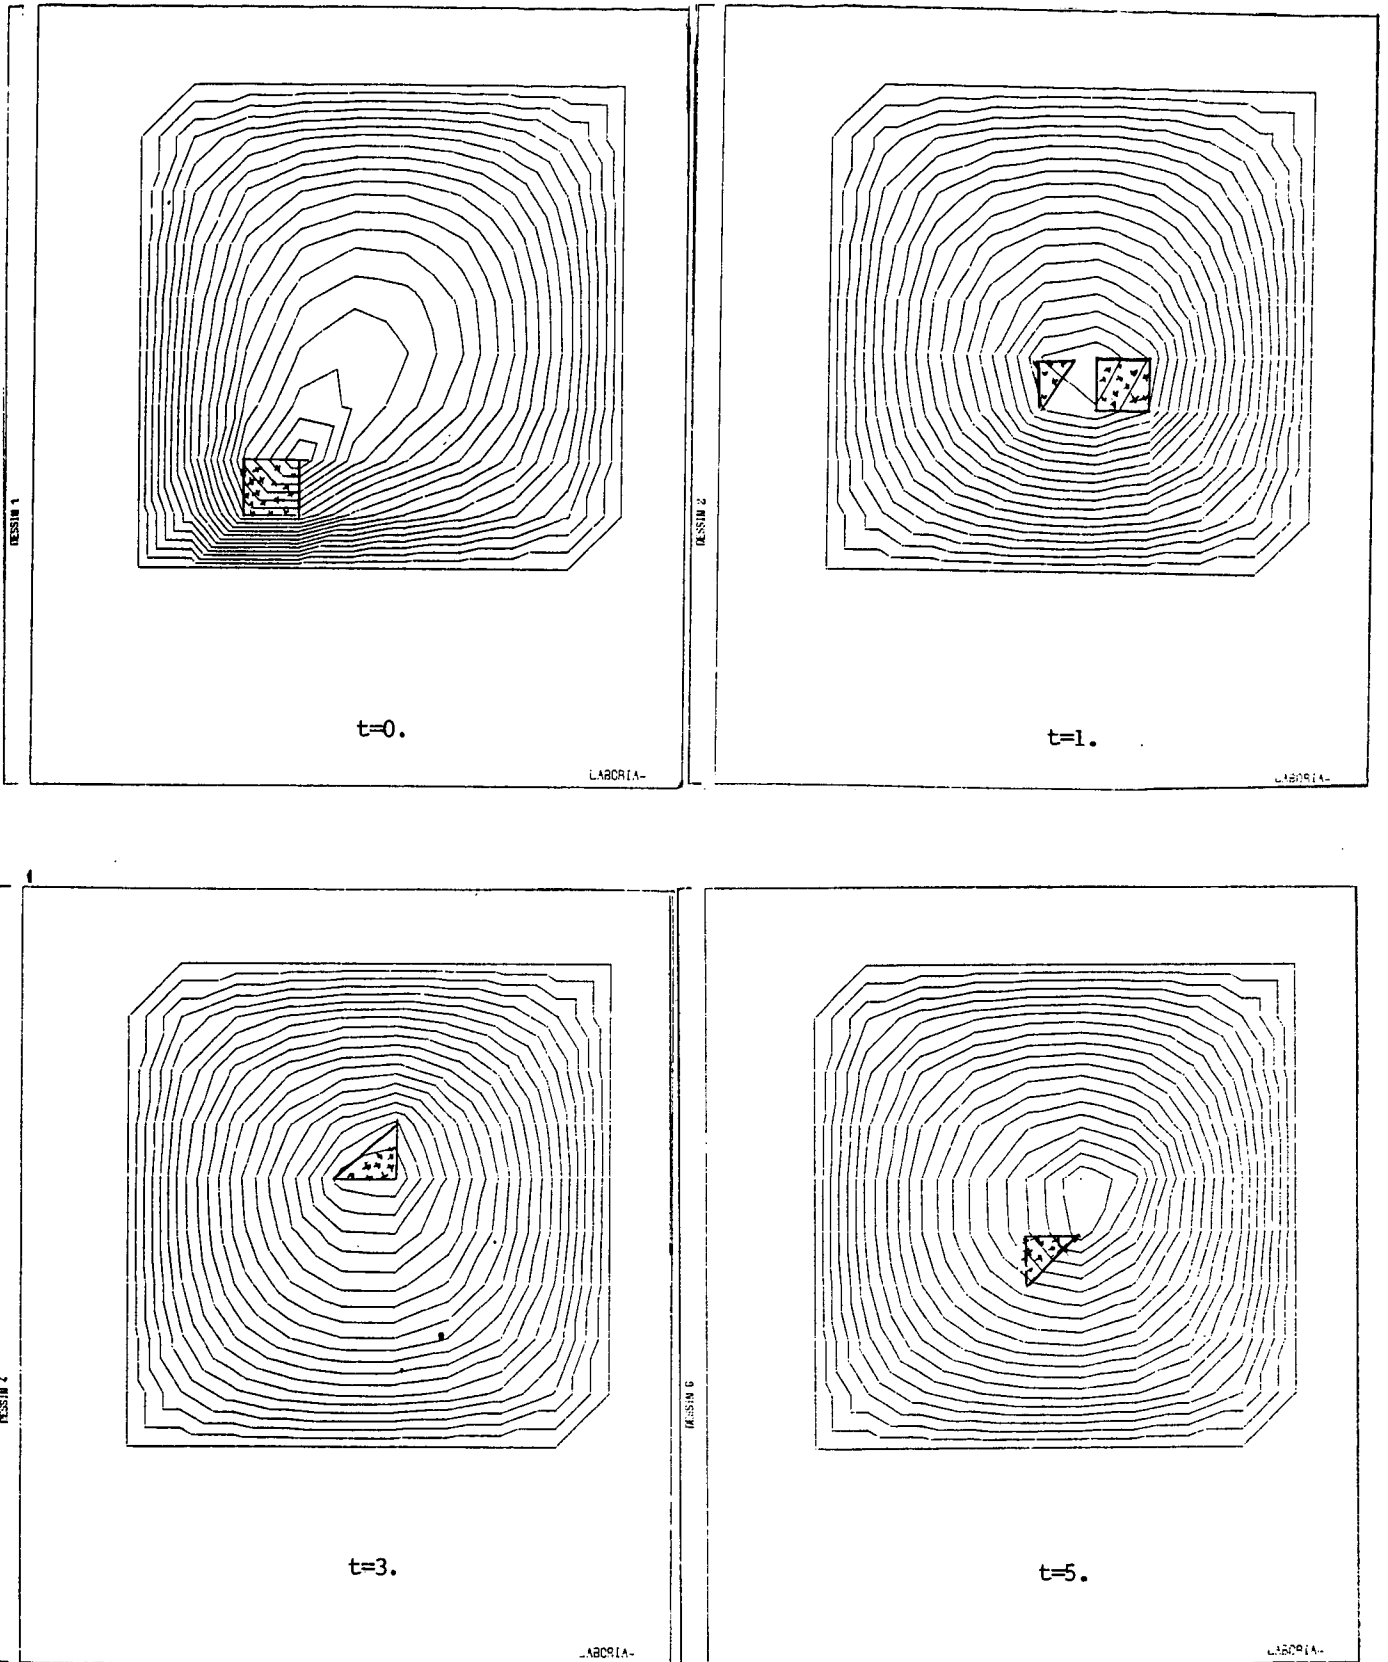 DESSIN 1
t=0.
LABORIA-
DESSIN 2
t=1.
LABORIA-
t=3.
LABORIA-
DESSIN 6
t=5.
LABORIA-